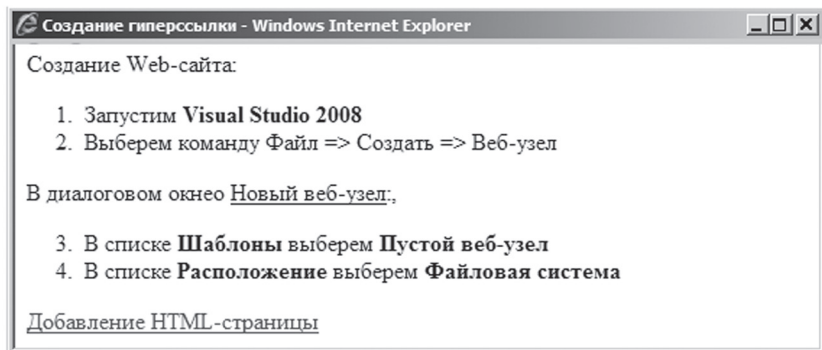 Создание гиперссылки - Windows Internet Explorer
Создание Web-сайта:
1. Запустим Visual Studio 2008
2. Выберем команду Файл => Создать => Веб-узел
В диалоговом окнео Новый веб-узел:,
3. В списке Шаблоны выберем Пустой веб-узел
4. В списке Расположение выберем Файловая система
Добавление HTML-страницы